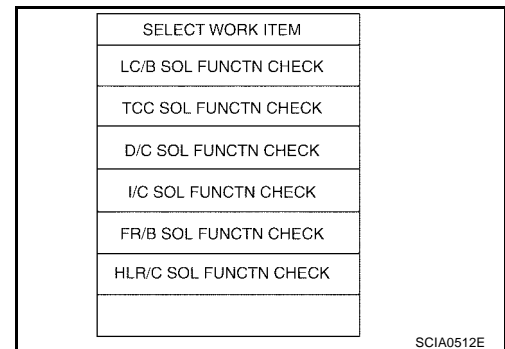 SELECT WORK ITEM
LC/B SOL FUNCTN CHECK
TCC SOL FUNCTN CHECK
D/C SOL FUNCTN CHECK
I/C SOL FUNCTN CHECK
FR/B SOL FUNCTN CHECK
HLR/C SOL FUNCTN CHECK
SCIA0512E